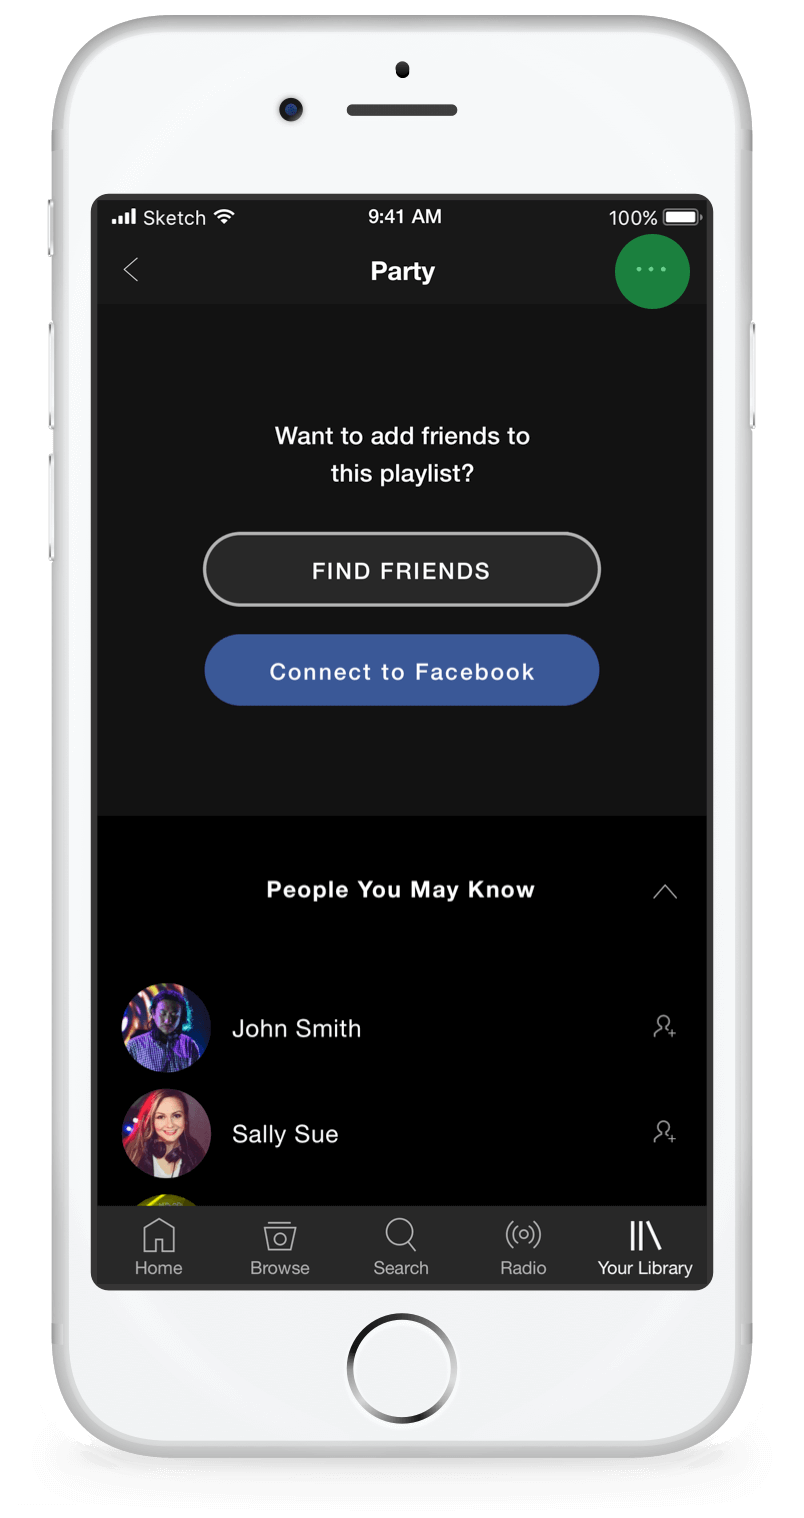 Sketch
9:41 AM
100%
Party
Want to add friends to
this playlist?
FIND FRIENDS
Connect to Facebook
People You May Know
John Smith
Sally Sue
Home
Browse
Search
Radio
Your Library